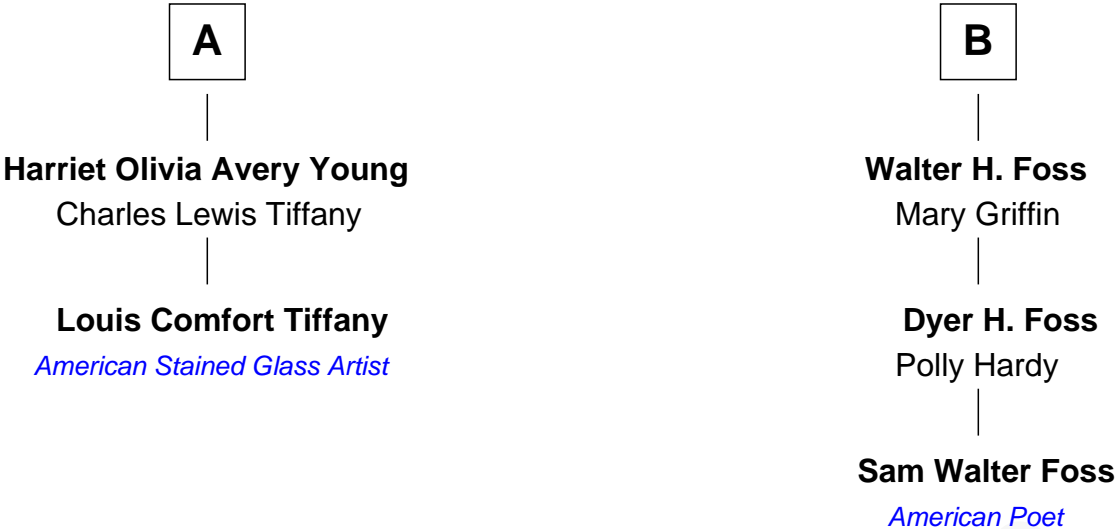 A
Harriet Olivia Avery Young
Charles Lewis Tiffany
Louis Comfort Tiffany
American Stained Glass Artist
B
Walter H. Foss
Mary Griffin
Dyer H. Foss
Polly Hardy
Sam Walter Foss
American Poet